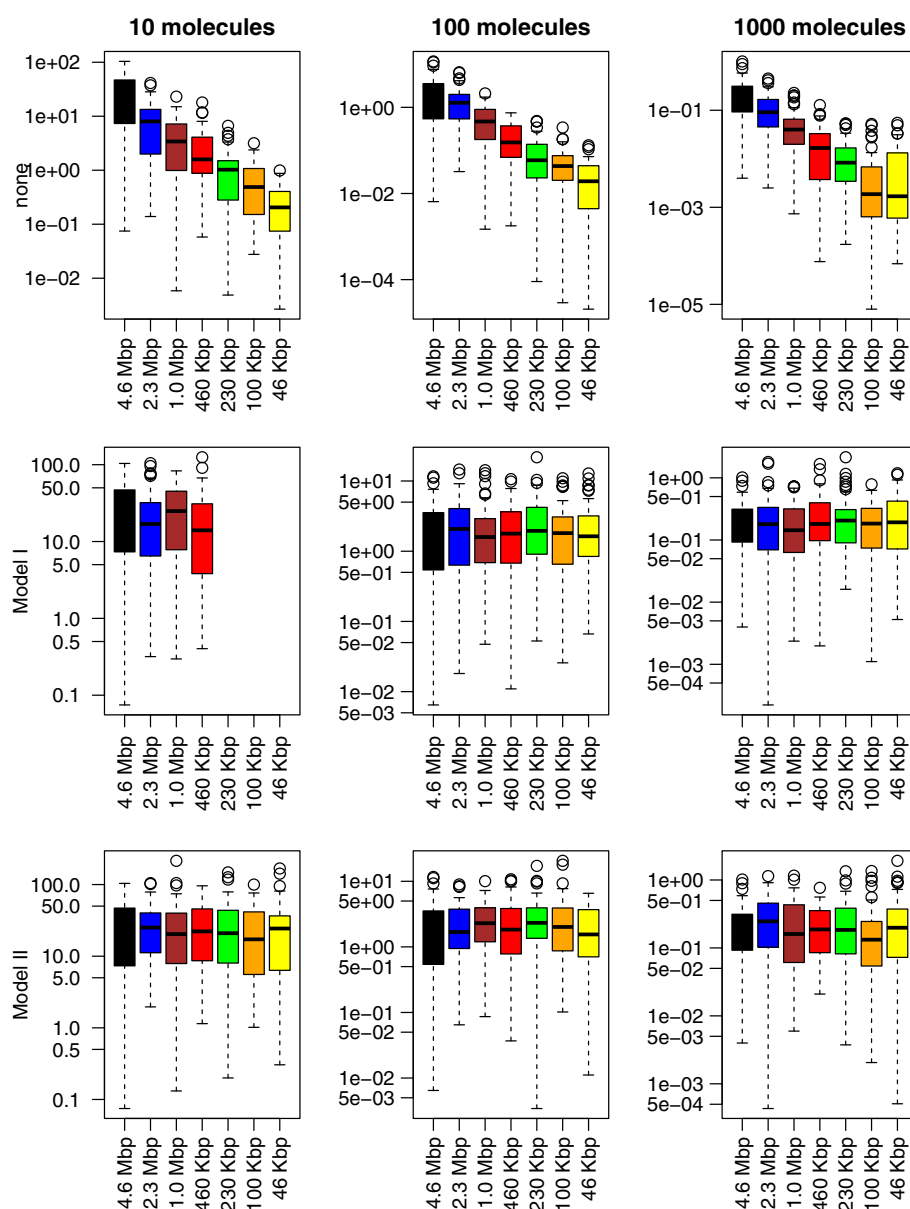 10 molecules 100 molecules 1000 molecules
none
1e+02
1e+01
1e+00
1e−01
1e−02
1e+00
1e−02
1e−04
1e−01
1e−03
1e−05
4.6 Mbp 2.3 Mbp 1.0 Mbp 460 Kbp 230 Kbp 100 Kbp 46 Kbp
4.6 Mbp 2.3 Mbp 1.0 Mbp 460 Kbp 230 Kbp 100 Kbp 46 Kbp
4.6 Mbp 2.3 Mbp 1.0 Mbp 460 Kbp 230 Kbp 100 Kbp 46 Kbp
Model I
100.0
50.0
10.0
5.0
1.0
0.5
0.1
1e+01
5e+00
1e+00
5e−01
1e−01
5e−02
1e−02
5e−03
1e+00
5e−01
1e−01
5e−02
1e−02
5e−03
1e−03
5e−04
4.6 Mbp 2.3 Mbp 1.0 Mbp 460 Kbp 230 Kbp 100 Kbp 46 Kbp
4.6 Mbp 2.3 Mbp 1.0 Mbp 460 Kbp 230 Kbp 100 Kbp 46 Kbp
4.6 Mbp 2.3 Mbp 1.0 Mbp 460 Kbp 230 Kbp 100 Kbp 46 Kbp
Model II
100.0
50.0
10.0
5.0
1.0
0.5
0.1
1e+01
5e+00
1e+00
5e−01
1e−01
5e−02
1e−02
5e−03
1e+00
5e−01
1e−01
5e−02
1e−02
5e−03
1e−03
5e−04
4.6 Mbp 2.3 Mbp 1.0 Mbp 460 Kbp 230 Kbp 100 Kbp 46 Kbp
4.6 Mbp 2.3 Mbp 1.0 Mbp 460 Kbp 230 Kbp 100 Kbp 46 Kbp
4.6 Mbp 2.3 Mbp 1.0 Mbp 460 Kbp 230 Kbp 100 Kbp 46 Kbp